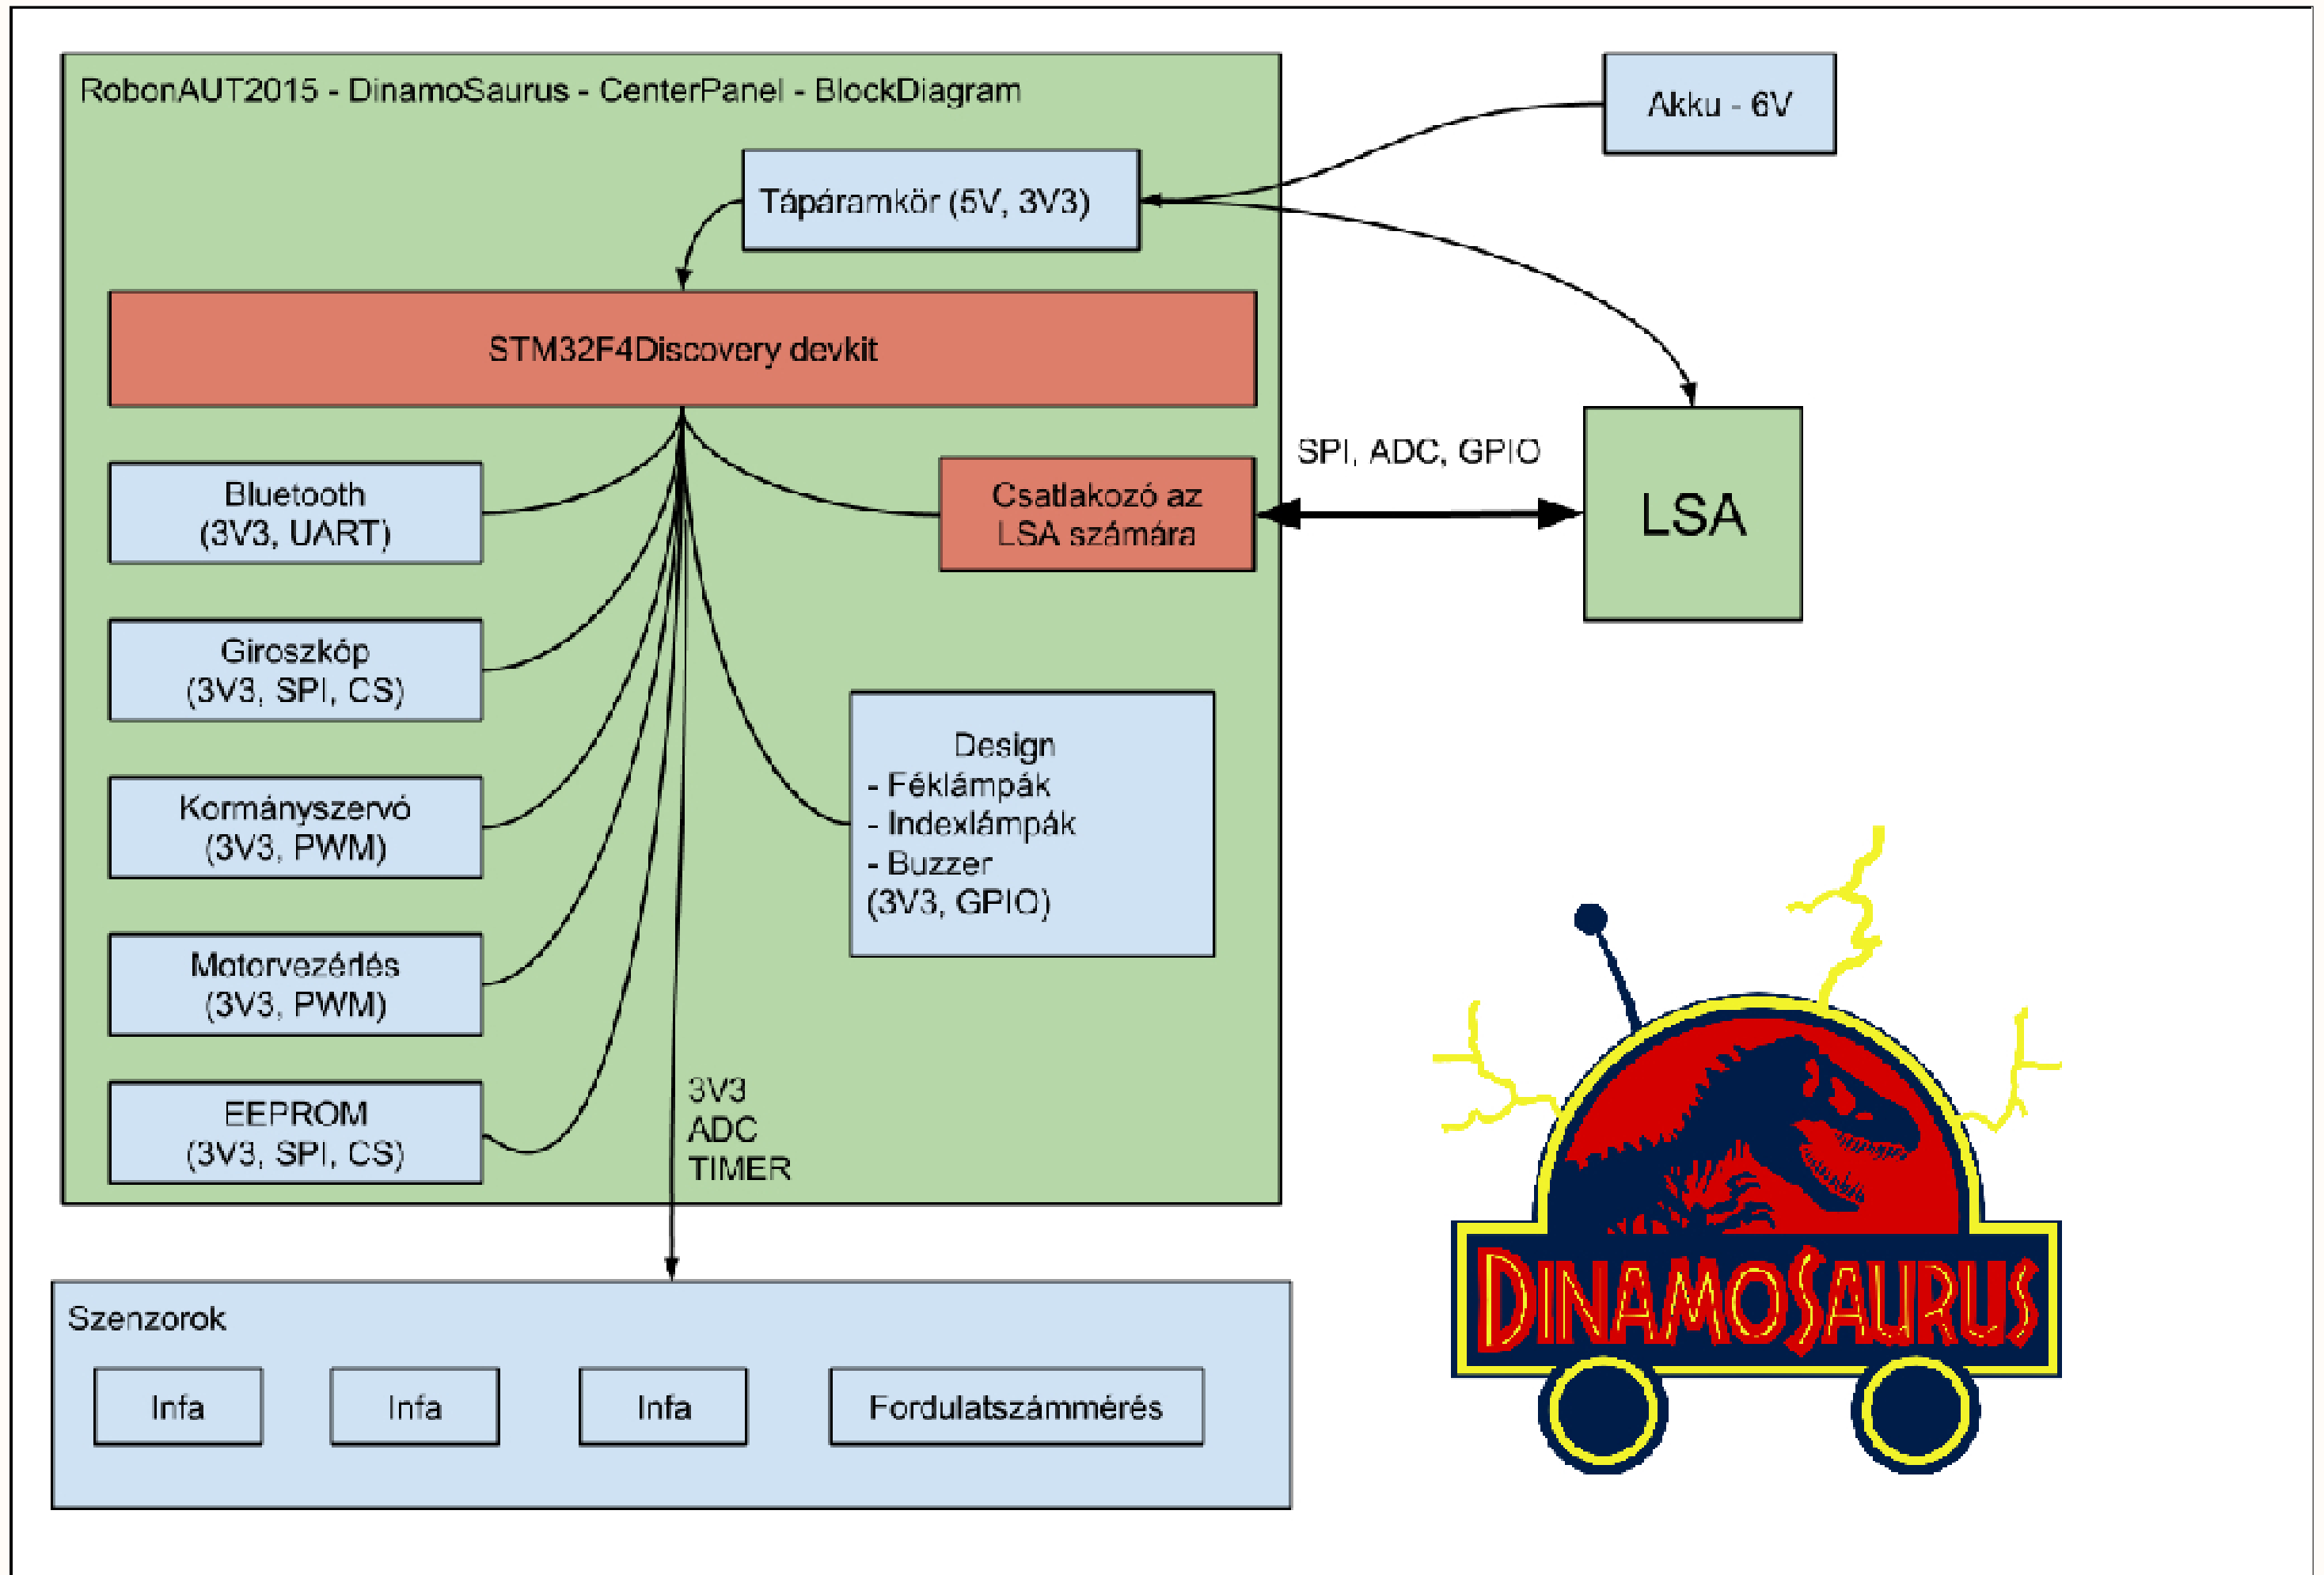 RobonAUT2015 - DinamoSaurus - CenterPanel - BlockDiagram
Akku - 6V
Tápáramkör (5V, 3V3)
STM32F4Discovery devkit
Bluetooth
(3V3, UART)
Csatlakozó az
LSA számára
SPI, ADC, GPIO
LSA
Giroszkóp
(3V3, SPI, CS)
Kormányszervó
(3V3, PWM)
Design
- Féklámpák
- Indexlámpák
- Buzzer
(3V3, GPIO)
Motorvezérlés
(3V3, PWM)
EEPROM
(3V3, SPI, CS)
3V3
ADC
TIMER
Szenzorok
Infa
Infa
Infa
Fordulatszámmérés
DINAMOSAURUS